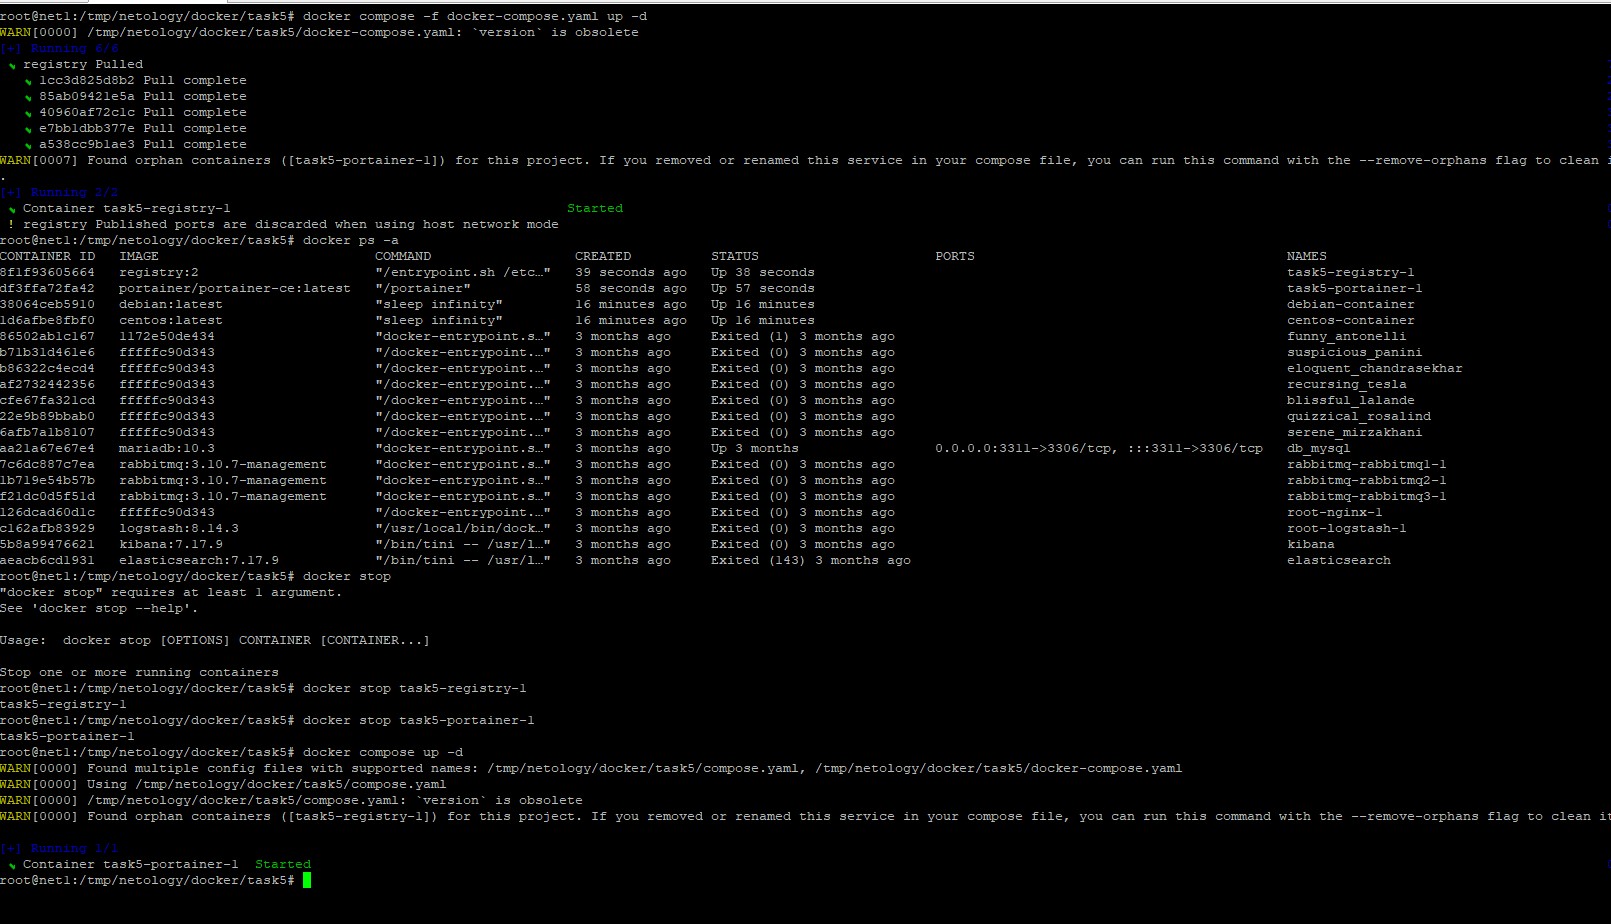 root@net1:/tmp/netology/docker/task5# docker compose -f docker-compose.yaml up -d
WARN[0000] /tmp/netology/docker/task5/docker-compose.yaml: `version` is obsolete
[+] Running 6/6
registry Pulled
1cc3d825d8b2 Pull complete
85ab09421e5a Pull complete
40960af72c1c Pull complete
e7bb1dbb377e Pull complete
a538cc9b1ae3 Pull complete
WARN[0007] Found orphan containers ([task5-portainer-1]) for this project. If you removed or renamed this service in your compose file, you can run this command with the --remove-orphans flag to clean i
.
[+] Running 2/2
Container task5-registry-1 Started
! registry Published ports are discarded when using host network mode
root@net1:/tmp/netology/docker/task5# docker ps -a
CONTAINER ID IMAGE COMMAND CREATED STATUS PORTS NAMES
8f1f93605664 registry:2 "/entrypoint.sh /etc…" 39 seconds ago Up 38 seconds task5-registry-1
df3ffa72fa42 portainer/portainer-ce:latest "/portainer" 58 seconds ago Up 57 seconds task5-portainer-1
38064ceb5910 debian:latest "sleep infinity" 16 minutes ago Up 16 minutes debian-container
1d6afbe8fbf0 centos:latest "sleep infinity" 16 minutes ago Up 16 minutes centos-container
86502ab1c167 1172e50de434 "docker-entrypoint.s…" 3 months ago Exited (1) 3 months ago funny_antonelli
b71b31d461e6 fffffc90d343 "/docker-entrypoint.…" 3 months ago Exited (0) 3 months ago suspicious_panini
b86322c4ecd4 fffffc90d343 "/docker-entrypoint.…" 3 months ago Exited (0) 3 months ago eloquent_chandrasekhar
af2732442356 fffffc90d343 "/docker-entrypoint.…" 3 months ago Exited (0) 3 months ago recursing_tesla
cfe67fa321cd fffffc90d343 "/docker-entrypoint.…" 3 months ago Exited (0) 3 months ago blissful_lalande
22e9b89bbab0 fffffc90d343 "/docker-entrypoint.…" 3 months ago Exited (0) 3 months ago quizzical_rosalind
6afb7a1b8107 fffffc90d343 "/docker-entrypoint.…" 3 months ago Exited (0) 3 months ago serene_mirzakhani
aa21a67e67e4 mariadb:10.3 "docker-entrypoint.s…" 3 months ago Up 3 months 0.0.0.0:3311->3306/tcp, :::3311->3306/tcp db_mysql
7c6dc887c7ea rabbitmq:3.10.7-management "docker-entrypoint.s…" 3 months ago Exited (0) 3 months ago rabbitmq-rabbitmq1-1
1b719e54b57b rabbitmq:3.10.7-management "docker-entrypoint.s…" 3 months ago Exited (0) 3 months ago rabbitmq-rabbitmq2-1
f21dc0d5f51d rabbitmq:3.10.7-management "docker-entrypoint.s…" 3 months ago Exited (0) 3 months ago rabbitmq-rabbitmq3-1
126dcad60d1c fffffc90d343 "/docker-entrypoint.…" 3 months ago Exited (0) 3 months ago root-nginx-1
c162afb83929 logstash:8.14.3 "/usr/local/bin/dock…" 3 months ago Exited (0) 3 months ago root-logstash-1
5b8a99476621 kibana:7.17.9 "/bin/tini -- /usr/l…" 3 months ago Exited (0) 3 months ago kibana
aeacb6cd1931 elasticsearch:7.17.9 "/bin/tini -- /usr/l…" 3 months ago Exited (143) 3 months ago elasticsearch
root@net1:/tmp/netology/docker/task5# docker stop
"docker stop" requires at least 1 argument.
See 'docker stop --help'.
Usage:  docker stop [OPTIONS] CONTAINER [CONTAINER...]
Stop one or more running containers
root@net1:/tmp/netology/docker/task5# docker stop task5-registry-1
task5-registry-1
root@net1:/tmp/netology/docker/task5# docker stop task5-portainer-1
task5-portainer-1
root@net1:/tmp/netology/docker/task5# docker compose up -d
WARN[0000] Found multiple config files with supported names: /tmp/netology/docker/task5/compose.yaml, /tmp/netology/docker/task5/docker-compose.yaml
WARN[0000] Using /tmp/netology/docker/task5/compose.yaml
WARN[0000] /tmp/netology/docker/task5/compose.yaml: `version` is obsolete
WARN[0000] Found orphan containers ([task5-registry-1]) for this project. If you removed or renamed this service in your compose file, you can run this command with the --remove-orphans flag to clean it
[+] Running 1/1
Container task5-portainer-1 Started
root@net1:/tmp/netology/docker/task5#